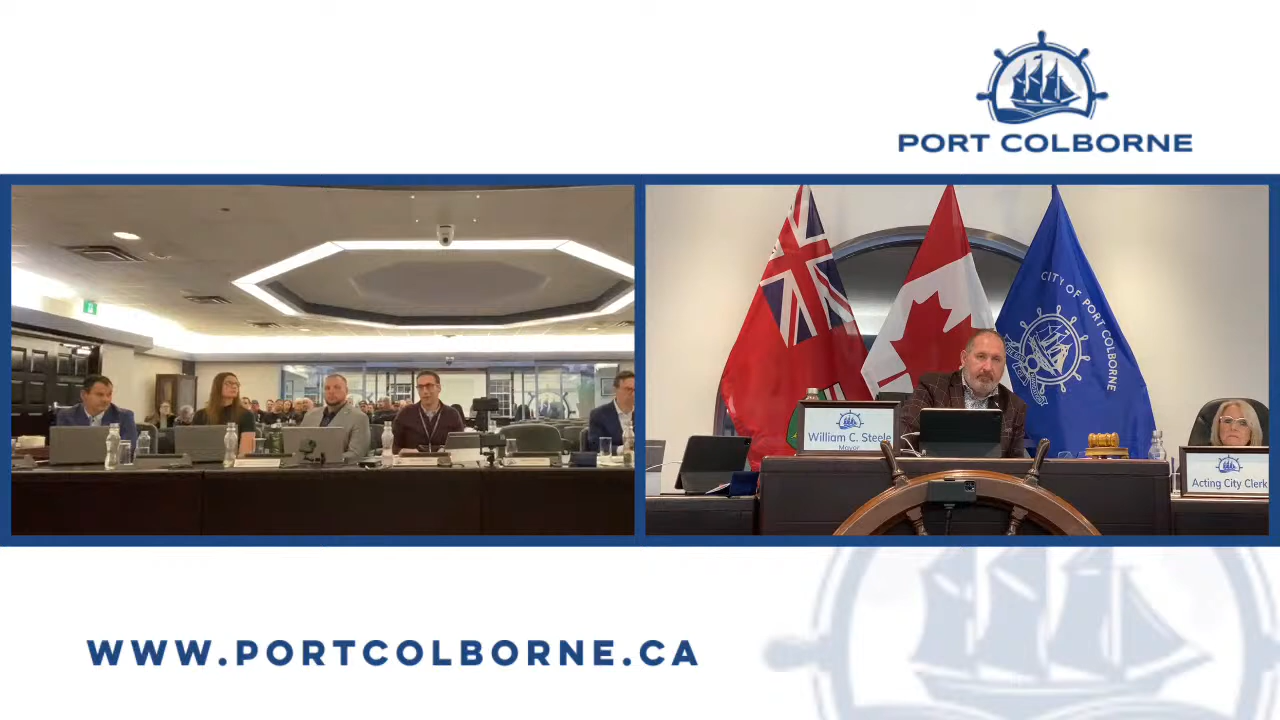 PORT COLBORNE
CITY OF PORT COLBORNE
William C. Steele
Mayor
Acting City Clerk
WWW.PORTCOLBORNE.CA